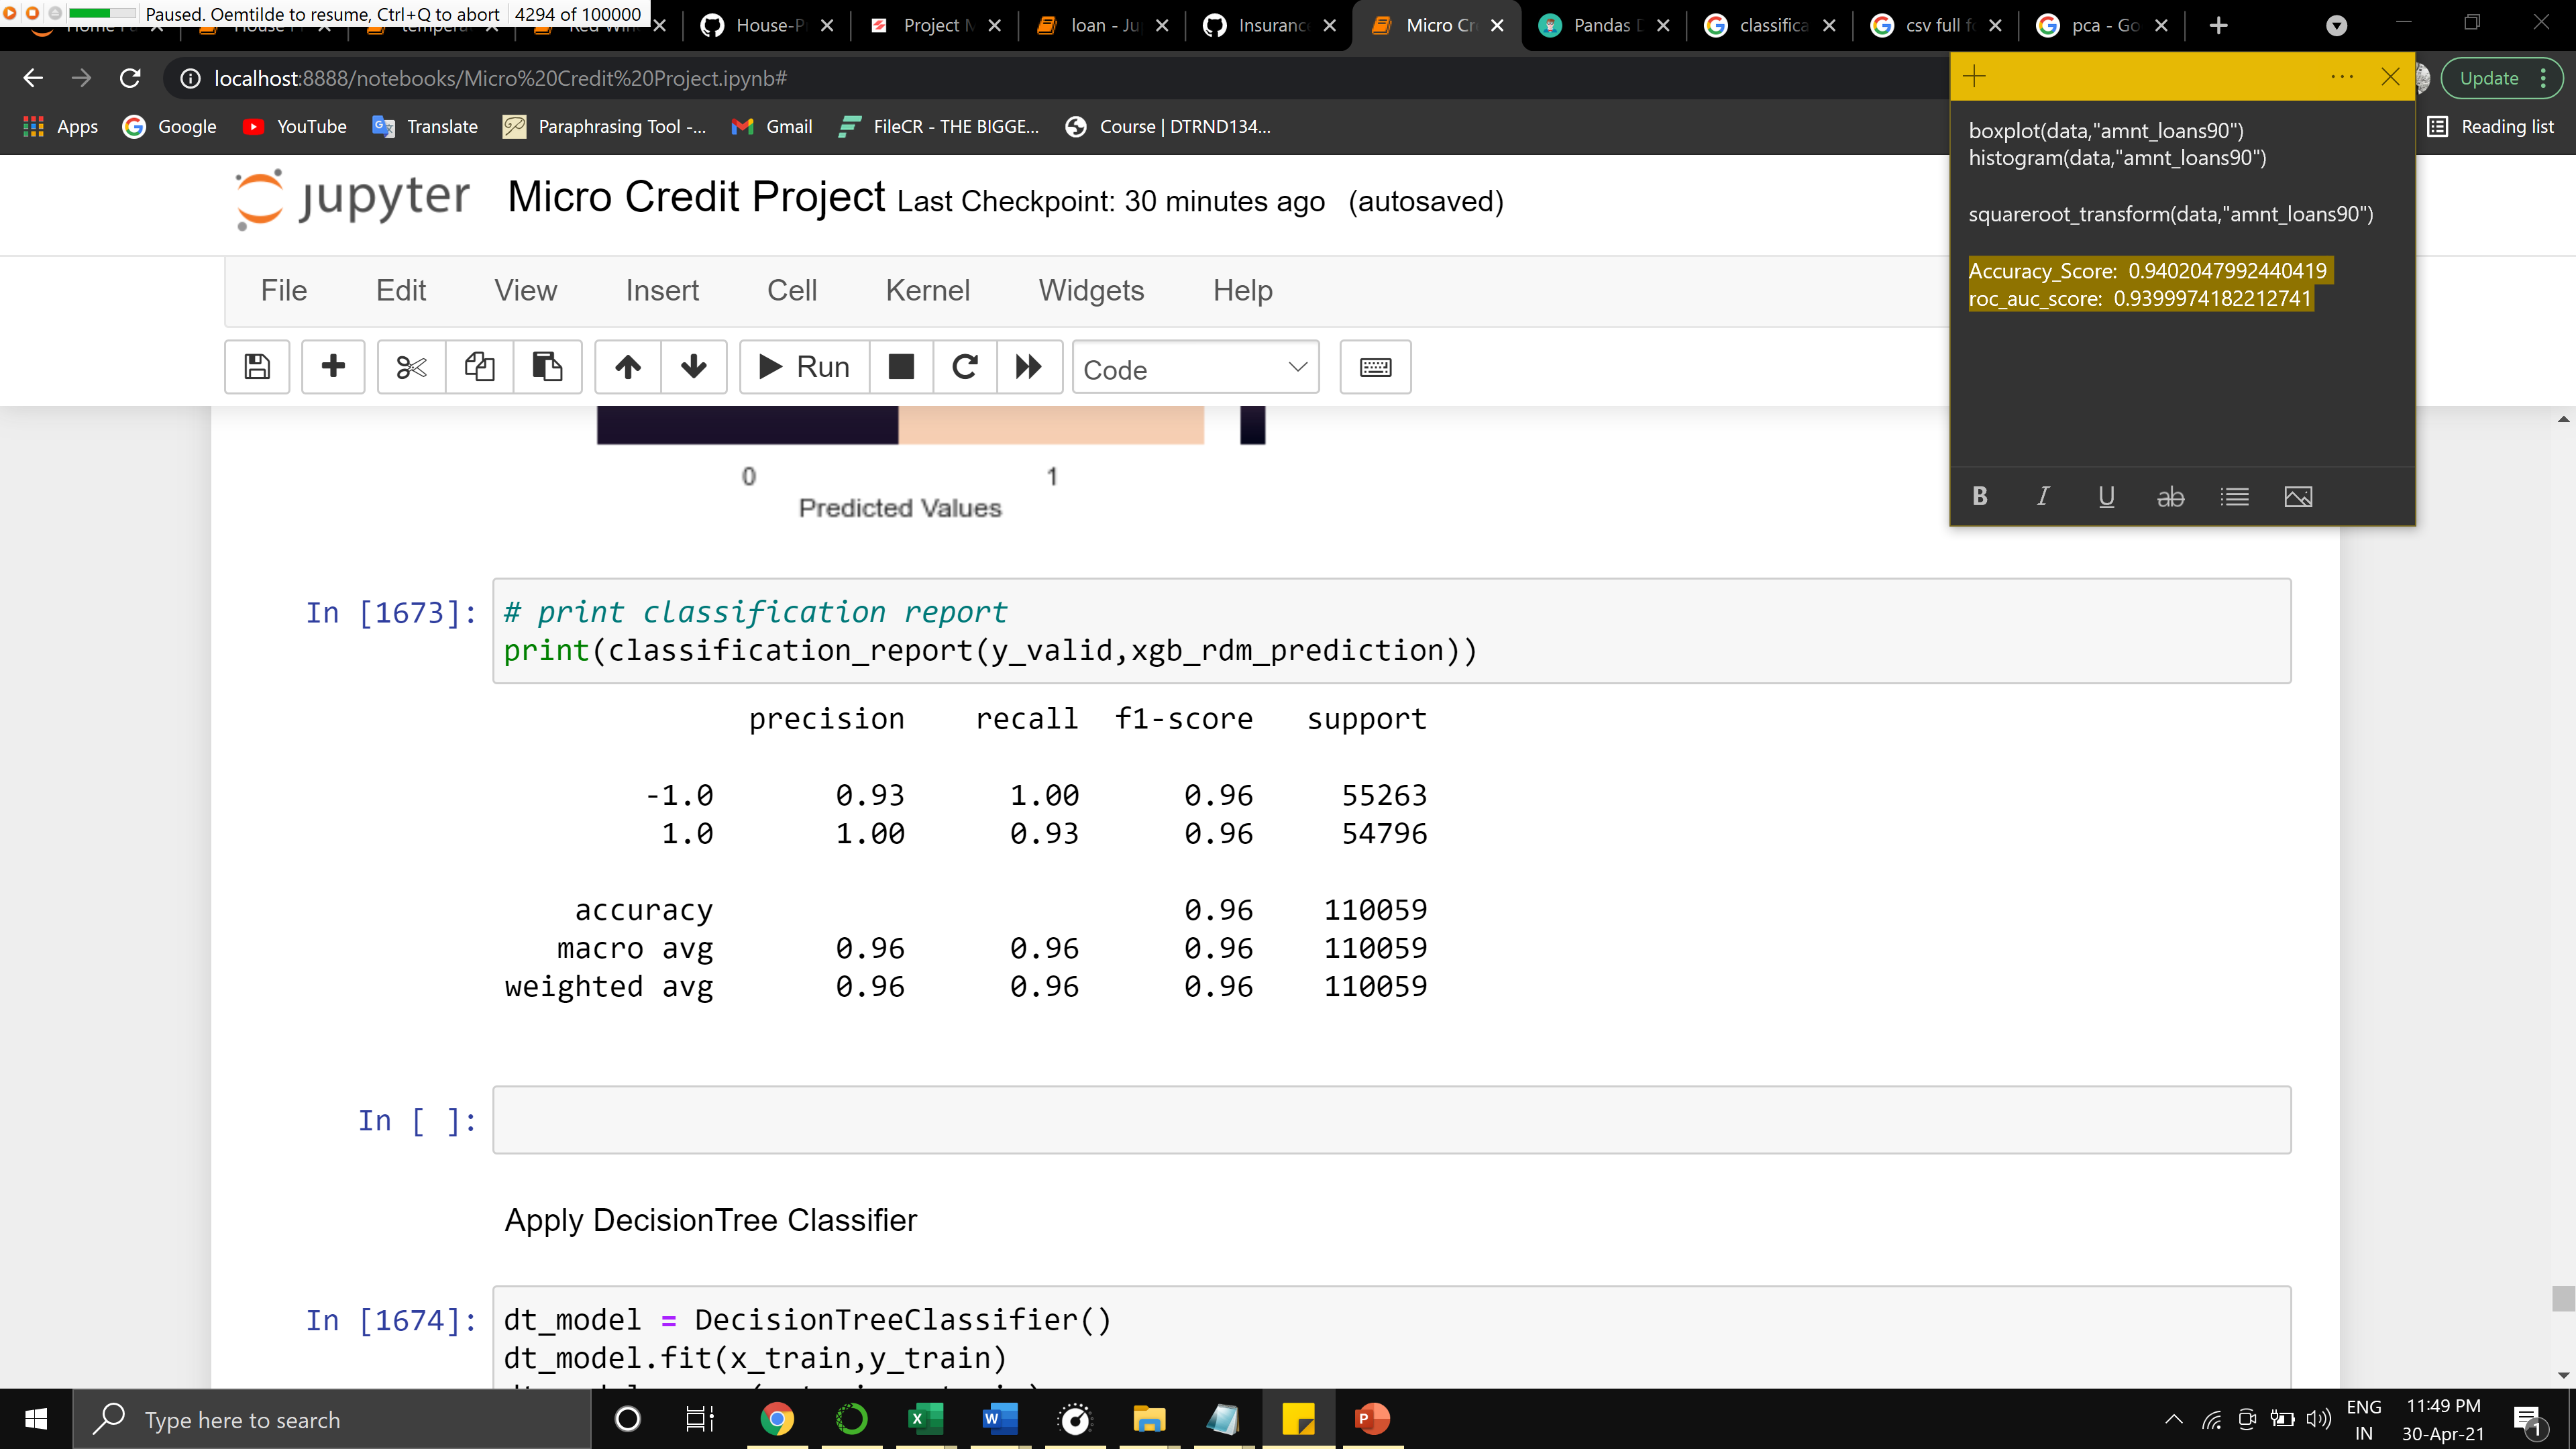 Paused. Oemtilde to resume, Ctrl+Q to abort 4294 of 100000
House-P Project M loan - Ju Insuranc Micro Cr Pandas D classifica csv full f pca - Go
localhost:8888/notebooks/Micro%20Credit%20Project.ipynb#
Update
Apps Google YouTube Translate Paraphrasing Tool -... Gmail FileCR - THE BIGGE... Course | DTRND134... Reading list
boxplot(data,"amnt_loans90")
histogram(data,"amnt_loans90")
squareroot_transform(data,"amnt_loans90")
Accuracy_Score: 0.9402047992440419
roc_auc_score: 0.9399974182212741
B I U ab
jupyter Micro Credit Project Last Checkpoint: 30 minutes ago (autosaved)
File Edit View Insert Cell Kernel Widgets Help
Run Code
0 1
Predicted Values
In [1673]: # print classification report
print(classification_report(y_valid,xgb_rdm_prediction))
precision recall f1-score support
-1.0 0.93 1.00 0.96 55263
1.0 1.00 0.93 0.96 54796
accuracy 0.96 110059
macro avg 0.96 0.96 0.96 110059
weighted avg 0.96 0.96 0.96 110059
In [ ]:
Apply DecisionTree Classifier
In [1674]: dt_model = DecisionTreeClassifier()
dt_model.fit(x_train,y_train)
Type here to search
ENG
IN
11:49 PM
30-Apr-21
1